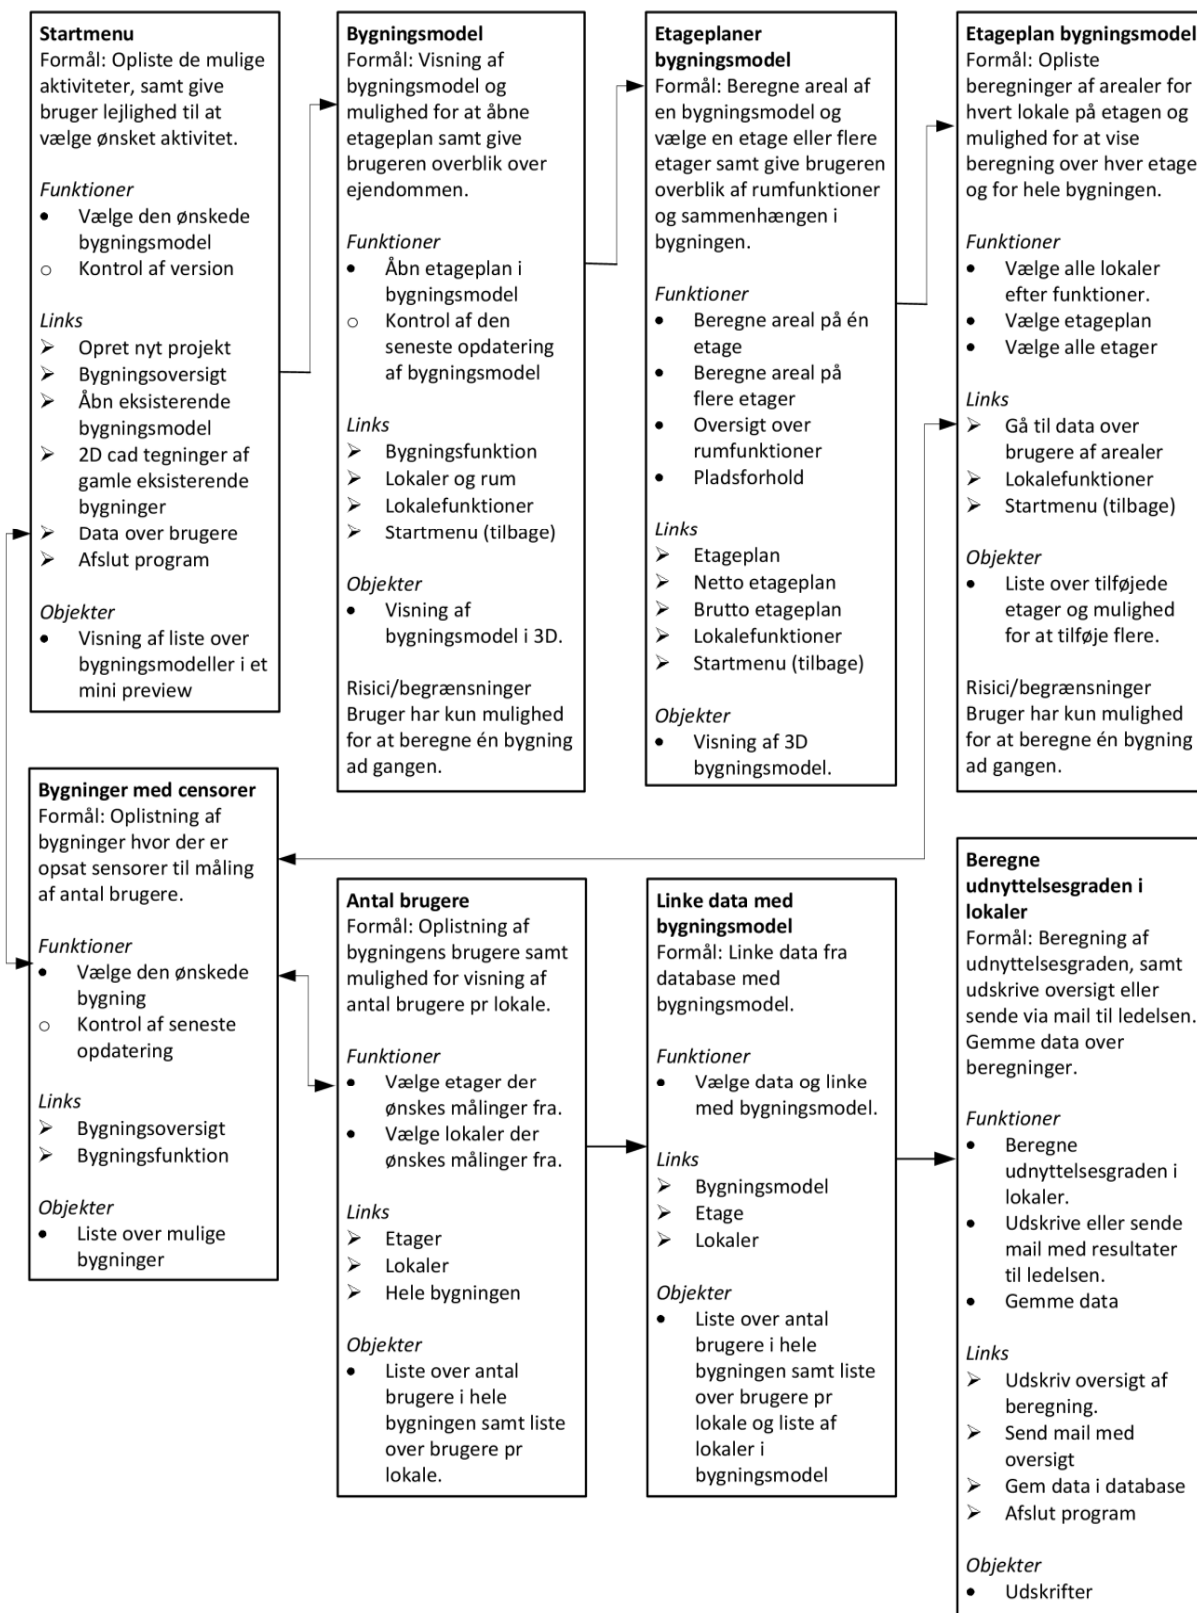 Startmenu
Formål: Opliste de mulige
aktiviteter, samt give
bruger lejlighed til at
vælge ønsket aktivitet.
Funktioner
• Vælge den ønskede
bygningsmodel
o Kontrol af version
Links
➢ Opret nyt projekt
➢ Bygningsoversigt
➢ Åbn eksisterende
bygningsmodel
➢ 2D cad tegninger af
gamle eksisterende
bygninger
➢ Data over brugere
➢ Afslut program
Objekter
• Visning af liste over
bygningsmodeller i et
mini preview
Bygningsmodel
Formål: Visning af
bygningsmodel og
mulighed for at åbne
etageplan samt give
brugeren overblik over
ejendommen.
Funktioner
• Åbn etageplan i
bygningsmodel
o Kontrol af den
seneste opdatering
af bygningsmodel
Links
➢ Bygningsfunktion
➢ Lokaler og rum
➢ Lokalefunktioner
➢ Startmenu (tilbage)
Objekter
• Visning af
bygningsmodel i 3D.
Risici/begrænsninger
Bruger har kun mulighed
for at beregne én bygning
ad gangen.
Etageplaner
bygningsmodel
Formål: Beregne areal af
en bygningsmodel og
vælge en etage eller flere
etager samt give brugeren
overblik af rumfunktioner
og sammenhængen i
bygningen.
Funktioner
• Beregne areal på én
etage
• Beregne areal på
flere etager
• Oversigt over
rumfunktioner
• Pladsforhold
Links
➢ Etageplan
➢ Netto etageplan
➢ Brutto etageplan
➢ Lokalefunktioner
➢ Startmenu (tilbage)
Objekter
• Visning af 3D
bygningsmodel.
Etageplan bygningsmodel
Formål: Opliste
beregninger af arealer for
hvert lokale på etagen og
mulighed for at vise
beregning over hver etage
og for hele bygningen.
Funktioner
• Vælge alle lokaler
efter funktioner.
• Vælge etageplan
• Vælge alle etager
Links
➢ Gå til data over
brugere af arealer
➢ Lokalefunktioner
➢ Startmenu (tilbage)
Objekter
• Liste over tilføjede
etager og mulighed
for at tilføje flere.
Risici/begrænsninger
Bruger har kun mulighed
for at beregne én bygning
ad gangen.
Bygninger med censorer
Formål: Oplistning af
bygninger hvor der er
opsat sensorer til måling
af antal brugere.
Funktioner
• Vælge den ønskede
bygning
o Kontrol af seneste
opdatering
Links
➢ Bygningsoversigt
➢ Bygningsfunktion
Objekter
• Liste over mulige
bygninger
Antal brugere
Formål: Oplistning af
bygningens brugere samt
mulighed for visning af
antal brugere pr lokale.
Funktioner
• Vælge etager der
ønskes målinger fra.
• Vælge lokaler der
ønskes målinger fra.
Links
➢ Etager
➢ Lokaler
➢ Hele bygningen
Objekter
• Liste over antal
brugere i hele
bygningen samt liste
over brugere pr
lokale.
Linke data med
bygningsmodel
Formål: Linke data fra
database med
bygningsmodel.
Funktioner
• Vælge data og linke
med bygningsmodel.
Links
➢ Bygningsmodel
➢ Etage
➢ Lokaler
Objekter
• Liste over antal
brugere i hele
bygningen samt liste
over brugere pr
lokale og liste af
lokaler i
bygningsmodel
Beregne
udnyttelsesgraden i
lokaler
Formål: Beregning af
udnyttelsesgraden, samt
udskrive oversigt eller
sende via mail til ledelsen.
Gemme data over
beregninger.
Funktioner
• Beregne
udnyttelsesgraden i
lokaler.
• Udskrive eller sende
mail med resultater
til ledelsen.
• Gemme data
Links
➢ Udskriv oversigt af
beregning.
➢ Send mail med
oversigt
➢ Gem data i database
➢ Afslut program
Objekter
• Udskrifter